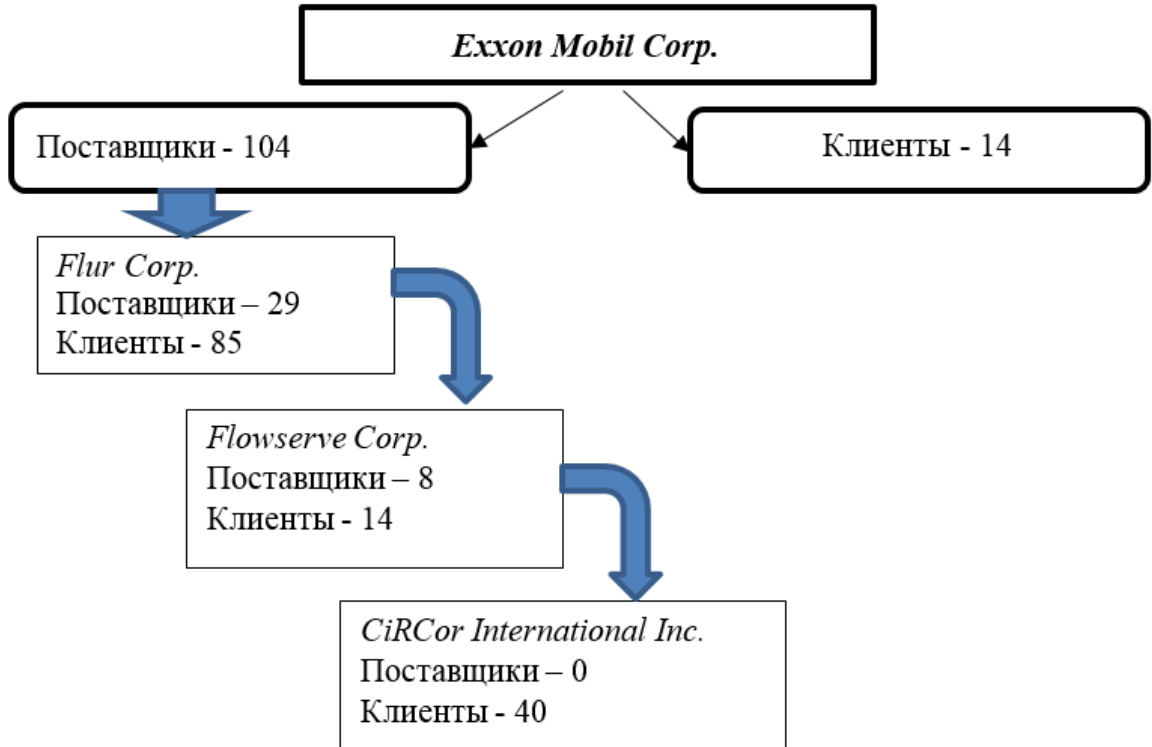 Exxon Mobil Corp.
Поставщики - 104
Клиенты - 14
Flur Corp.
Поставщики – 29
Клиенты - 85
Flowserve Corp.
Поставщики – 8
Клиенты - 14
CiRCor International Inc.
Поставщики – 0
Клиенты - 40